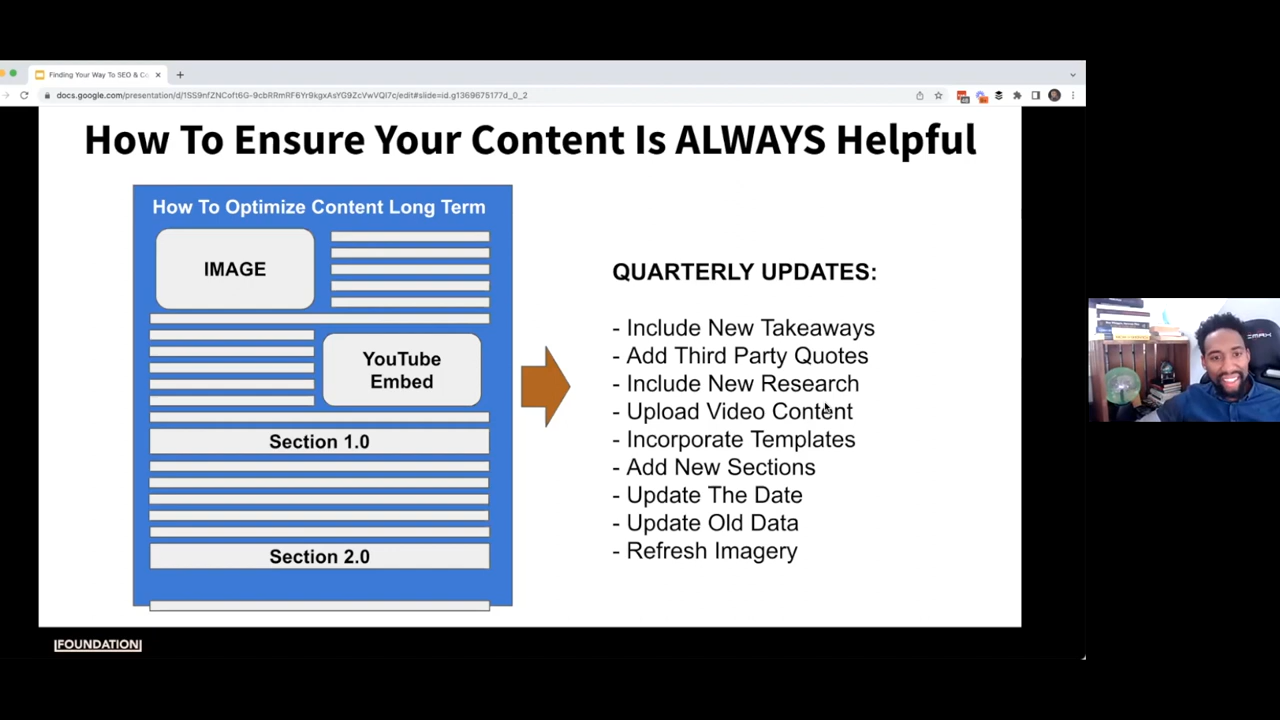 Finding Your Way To SEO & Co
docs.google.com/presentation/d/1SS9nfZNCoft6G-9cbRRmRF6Yr9kgxAsYG9ZcVwVQI7c/edit#slide=id.g1369675177d_0_2
How To Ensure Your Content Is ALWAYS Helpful
How To Optimize Content Long Term
IMAGE
YouTube
Embed
Section 1.0
Section 2.0
QUARTERLY UPDATES:
- Include New Takeaways
- Add Third Party Quotes
- Include New Research
- Upload Video Content
- Incorporate Templates
- Add New Sections
- Update The Date
- Update Old Data
- Refresh Imagery
|FOUNDATION|